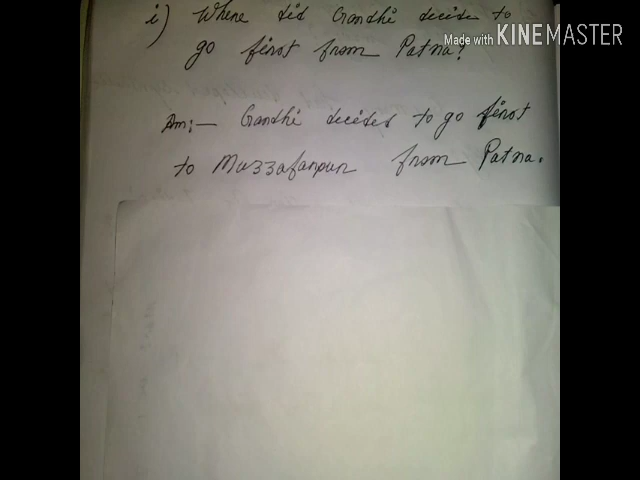 i) Where did Gandhi decide to
go first from Patna?
Ans:— Gandhi decided to go first
to Muzzafarpur from Patna.
Made with KINEMASTER